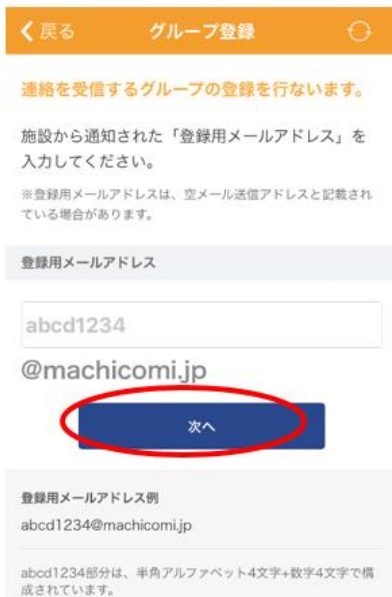 戻る グループ登録
連絡を受信するグループの登録を行ないます。
施設から通知された「登録用メールアドレス」を
入力してください。
※登録用メールアドレスは、空メール送信アドレスと記載され
ている場合があります。
登録用メールアドレス
abcd1234
@machicomi.jp
次へ
登録用メールアドレス例
abcd1234@machicomi.jp
abcd1234部分は、半角アルファベット4文字+数字4文字で構
成されています。